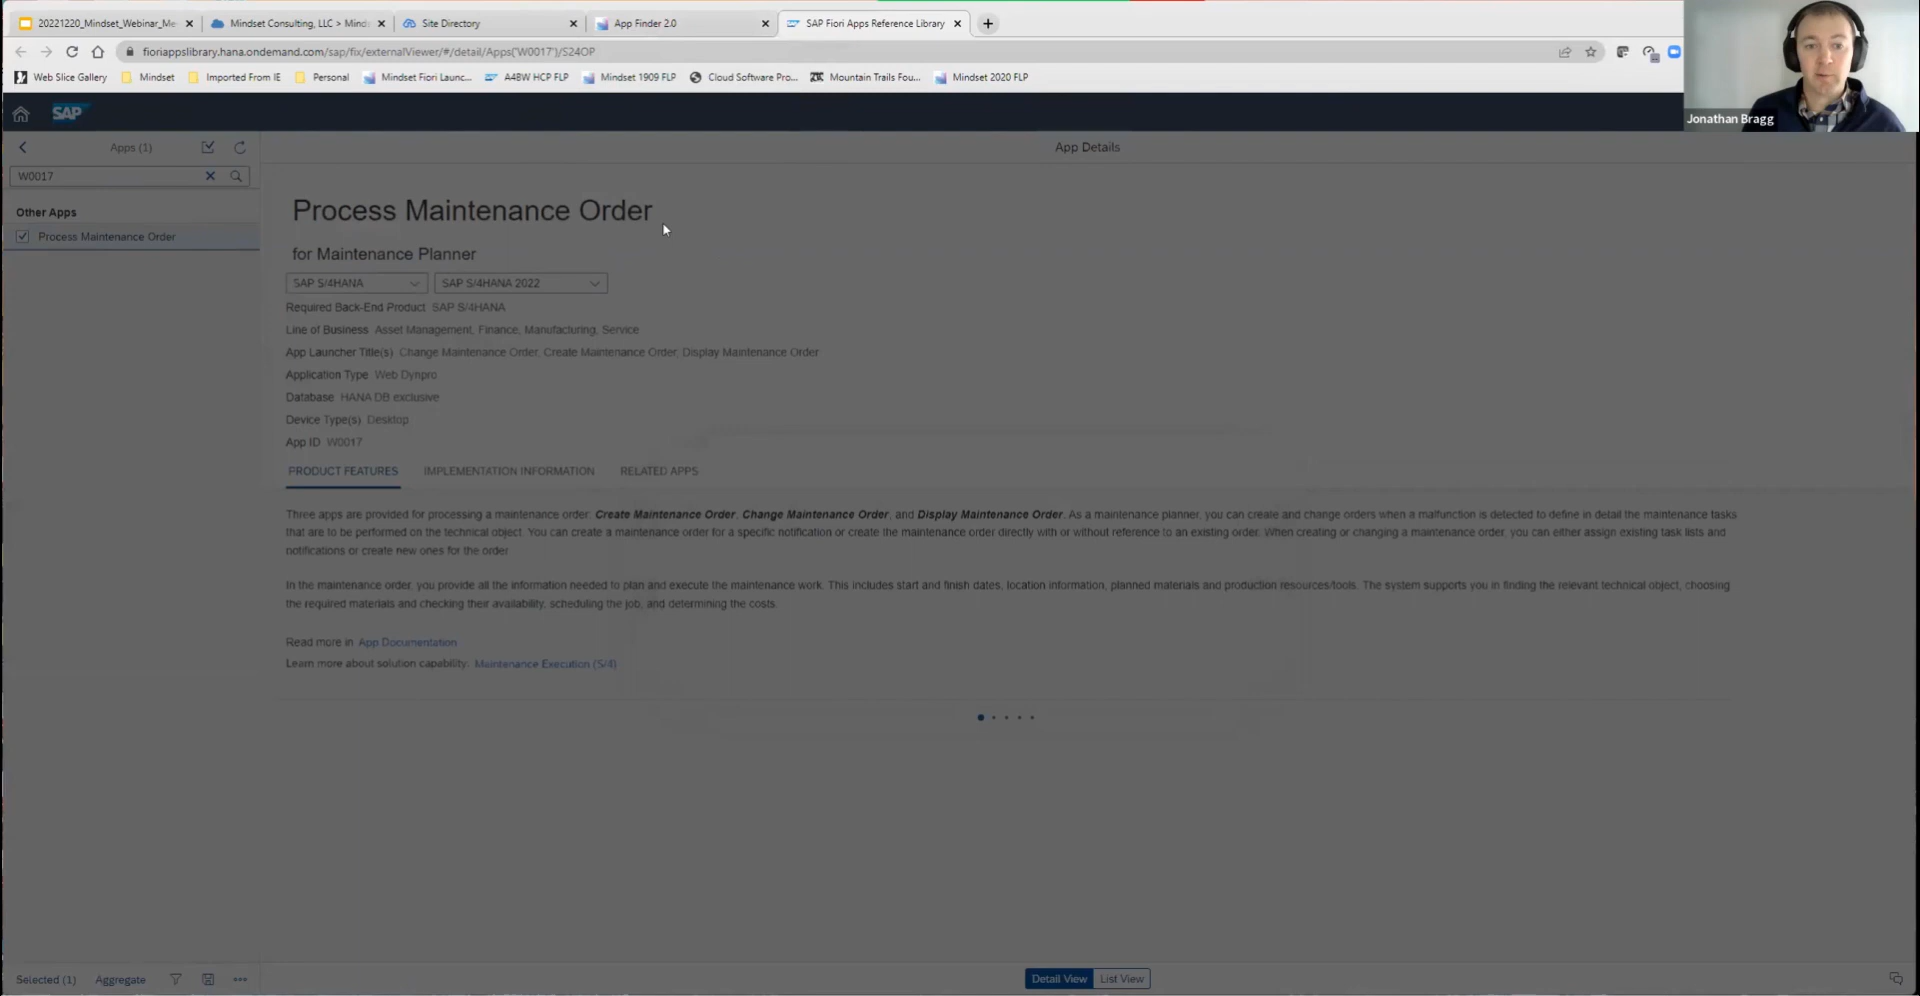 20221220_Mindset_Webinar_Me
Mindset Consulting, LLC > Mind
Site Directory
App Finder 2.0
SAP Fiori Apps Reference Library
fioriappslibrary.hana.ondemand.com/sap/fix/externalViewer/#/detail/Apps('W0017')/S24OP
Web Slice Gallery
Mindset
Imported From IE
Personal
Mindset Fiori Launc...
A4BW HCP FLP
Mindset 1909 FLP
Cloud Software Pro...
Mountain Trails Fou...
Mindset 2020 FLP
Jonathan Bragg
SAP
Apps (1)
App Details
W0017
Other Apps
Process Maintenance Order
Process Maintenance Order
for Maintenance Planner
SAP S/4HANA
SAP S/4HANA 2022
Required Back-End Product SAP S/4HANA
Line of Business Asset Management, Finance, Manufacturing, Service
App Launcher Title(s) Change Maintenance Order, Create Maintenance Order, Display Maintenance Order
Application Type Web Dynpro
Database HANA DB exclusive
Device Type(s) Desktop
App ID W0017
PRODUCT FEATURES
IMPLEMENTATION INFORMATION
RELATED APPS
Three apps are provided for processing a maintenance order: Create Maintenance Order, Change Maintenance Order, and Display Maintenance Order. As a maintenance planner, you can create and change orders when a malfunction is detected to define in detail the maintenance tasks
that are to be performed on the technical object. You can create a maintenance order for a specific notification or create the maintenance order directly with or without reference to an existing order. When creating or changing a maintenance order, you can either assign existing task lists and
notifications or create new ones for the order
In the maintenance order, you provide all the information needed to plan and execute the maintenance work. This includes start and finish dates, location information, planned materials and production resources/tools. The system supports you in finding the relevant technical object, choosing
the required materials and checking their availability, scheduling the job, and determining the costs.
Read more in App Documentation
Learn more about solution capability: Maintenance Execution (S/4)
Selected (1)
Aggregate
Detail View
List View